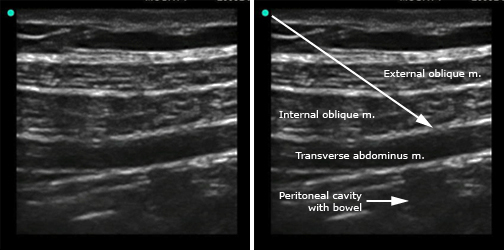 External oblique m.
Internal oblique m.
Transverse abdominus m.
Peritoneal cavity
with bowel